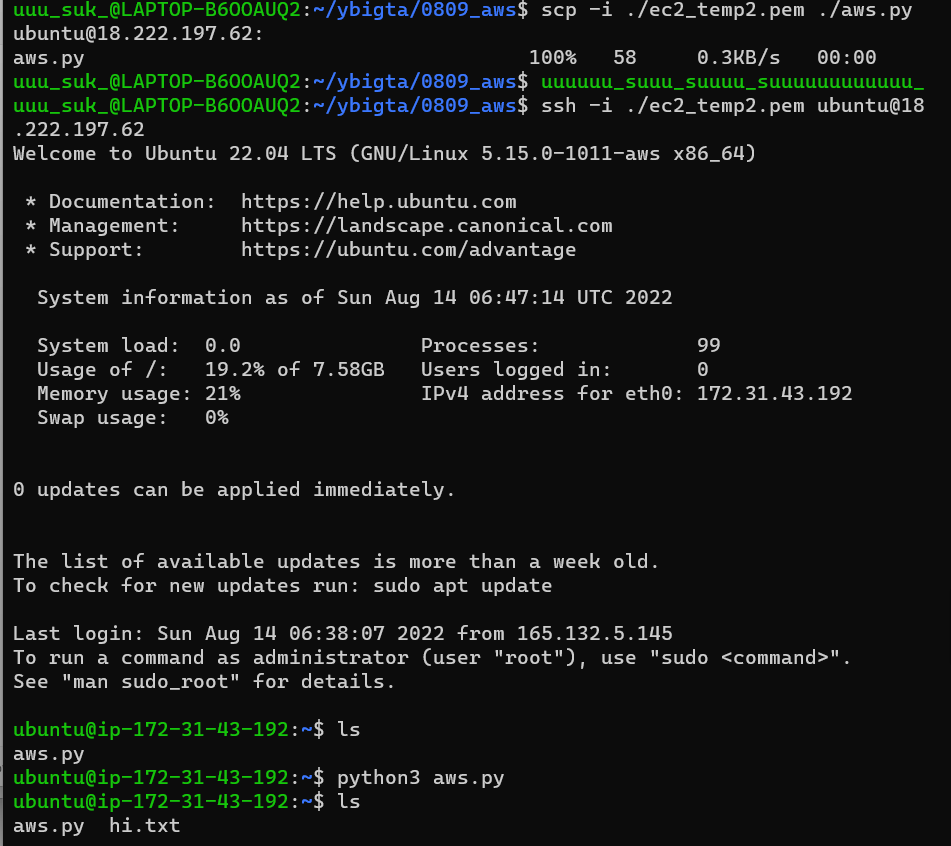 uuu_suk_@LAPTOP-B6OOAUQ2:~/ybigta/0809_aws$ scp -i ./ec2_temp2.pem ./aws.py
ubuntu@18.222.197.62:
aws.py 100% 58 0.3KB/s 00:00
uuu_suk_@LAPTOP-B6OOAUQ2:~/ybigta/0809_aws$ uuuuuu_suuu_suuuu_suuuuuuuuuuuu_
uuu_suk_@LAPTOP-B6OOAUQ2:~/ybigta/0809_aws$ ssh -i ./ec2_temp2.pem ubuntu@18
.222.197.62
Welcome to Ubuntu 22.04 LTS (GNU/Linux 5.15.0-1011-aws x86_64)
* Documentation: https://help.ubuntu.com
* Management: https://landscape.canonical.com
* Support: https://ubuntu.com/advantage
System information as of Sun Aug 14 06:47:14 UTC 2022
System load: 0.0 Processes: 99
Usage of /: 19.2% of 7.58GB Users logged in: 0
Memory usage: 21% IPv4 address for eth0: 172.31.43.192
Swap usage: 0%
0 updates can be applied immediately.
The list of available updates is more than a week old.
To check for new updates run: sudo apt update
Last login: Sun Aug 14 06:38:07 2022 from 165.132.5.145
To run a command as administrator (user "root"), use "sudo <command>".
See "man sudo_root" for details.
ubuntu@ip-172-31-43-192:~$ ls
aws.py
ubuntu@ip-172-31-43-192:~$ python3 aws.py
ubuntu@ip-172-31-43-192:~$ ls
aws.py hi.txt